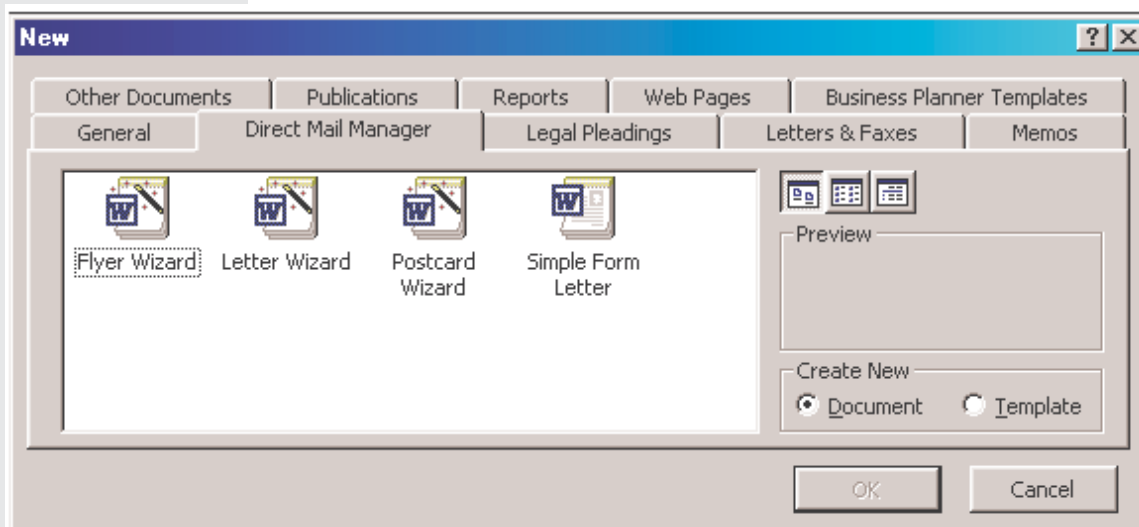 New
Other Documents Publications Reports Web Pages Business Planner Templates
General Direct Mail Manager Legal Pleadings Letters & Faxes Memos
Flyer Wizard Letter Wizard Postcard Wizard Simple Form Letter
Preview
Create New
Document Template
OK Cancel